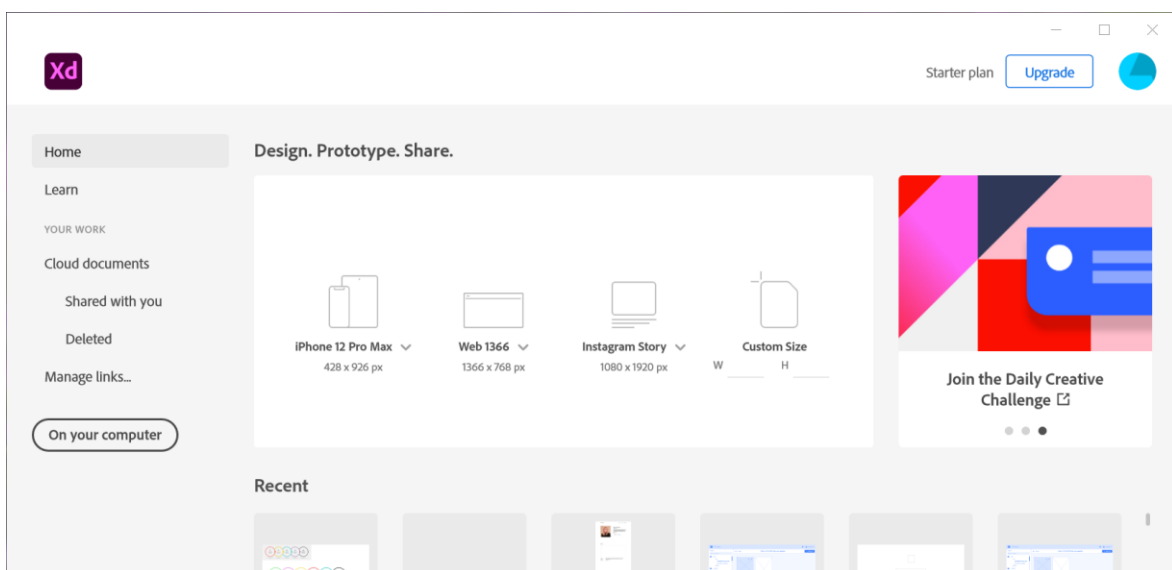 Xd
Starter plan
Upgrade
Home
Learn
YOUR WORK
Cloud documents
Shared with you
Deleted
Manage links...
On your computer
Design. Prototype. Share.
iPhone 12 Pro Max
428 x 926 px
Web 1366
1366 x 768 px
Instagram Story
1080 x 1920 px
Custom Size
W H
Join the Daily Creative
Challenge
Recent